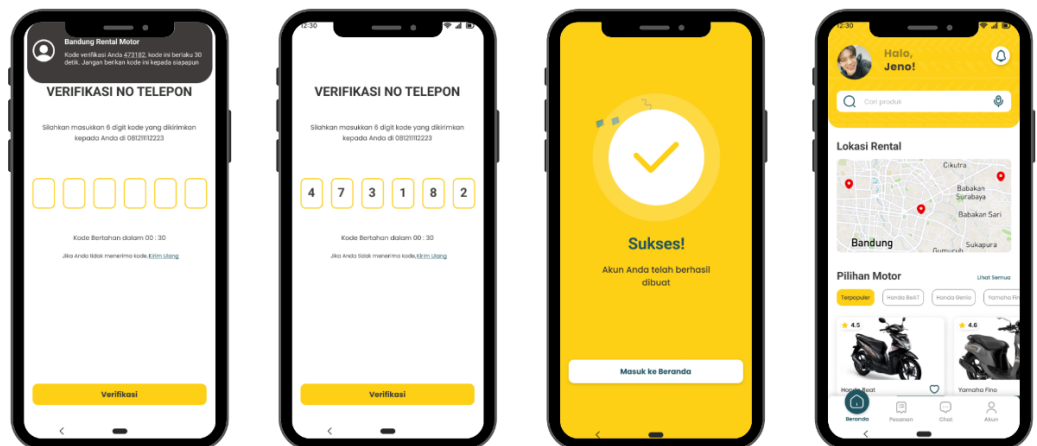 Bandung Rental Motor
Kode verifikasi Anda 473182, kode ini berlaku 30
detik. Jangan berikan kode ini kepada siapapun
VERIFIKASI NO TELEPON
Silahkan masukkan 6 digit kode yang dikirimkan
kepada Anda di 081211112223
Kode Bertahan dalam 00 : 30
Jika Anda tidak menerima kode, Kirim Ulang
Verifikasi
12:30
VERIFIKASI NO TELEPON
Silahkan masukkan 6 digit kode yang dikirimkan
kepada Anda di 081211112223
4 7 3 1 8 2
Kode Bertahan dalam 00 : 30
Jika Anda tidak menerima kode, Kirim Ulang
Verifikasi
Sukses!
Akun Anda telah berhasil
dibuat
Masuk ke Beranda
12:30
Halo,
Jeno!
Cari produk
Lokasi Rental
Cikutra
Babakan
Surabaya
Babakan Sari
Bandung
Sukapura
Gumuruh
Pilihan Motor
Lihat Semua
Terpopuler
Honda BeAT
Honda Genio
Yamaha Fin
4.5
4.6
Honda Beat
Yamaha Fino
Beranda
Pesanan
Chat
Akun